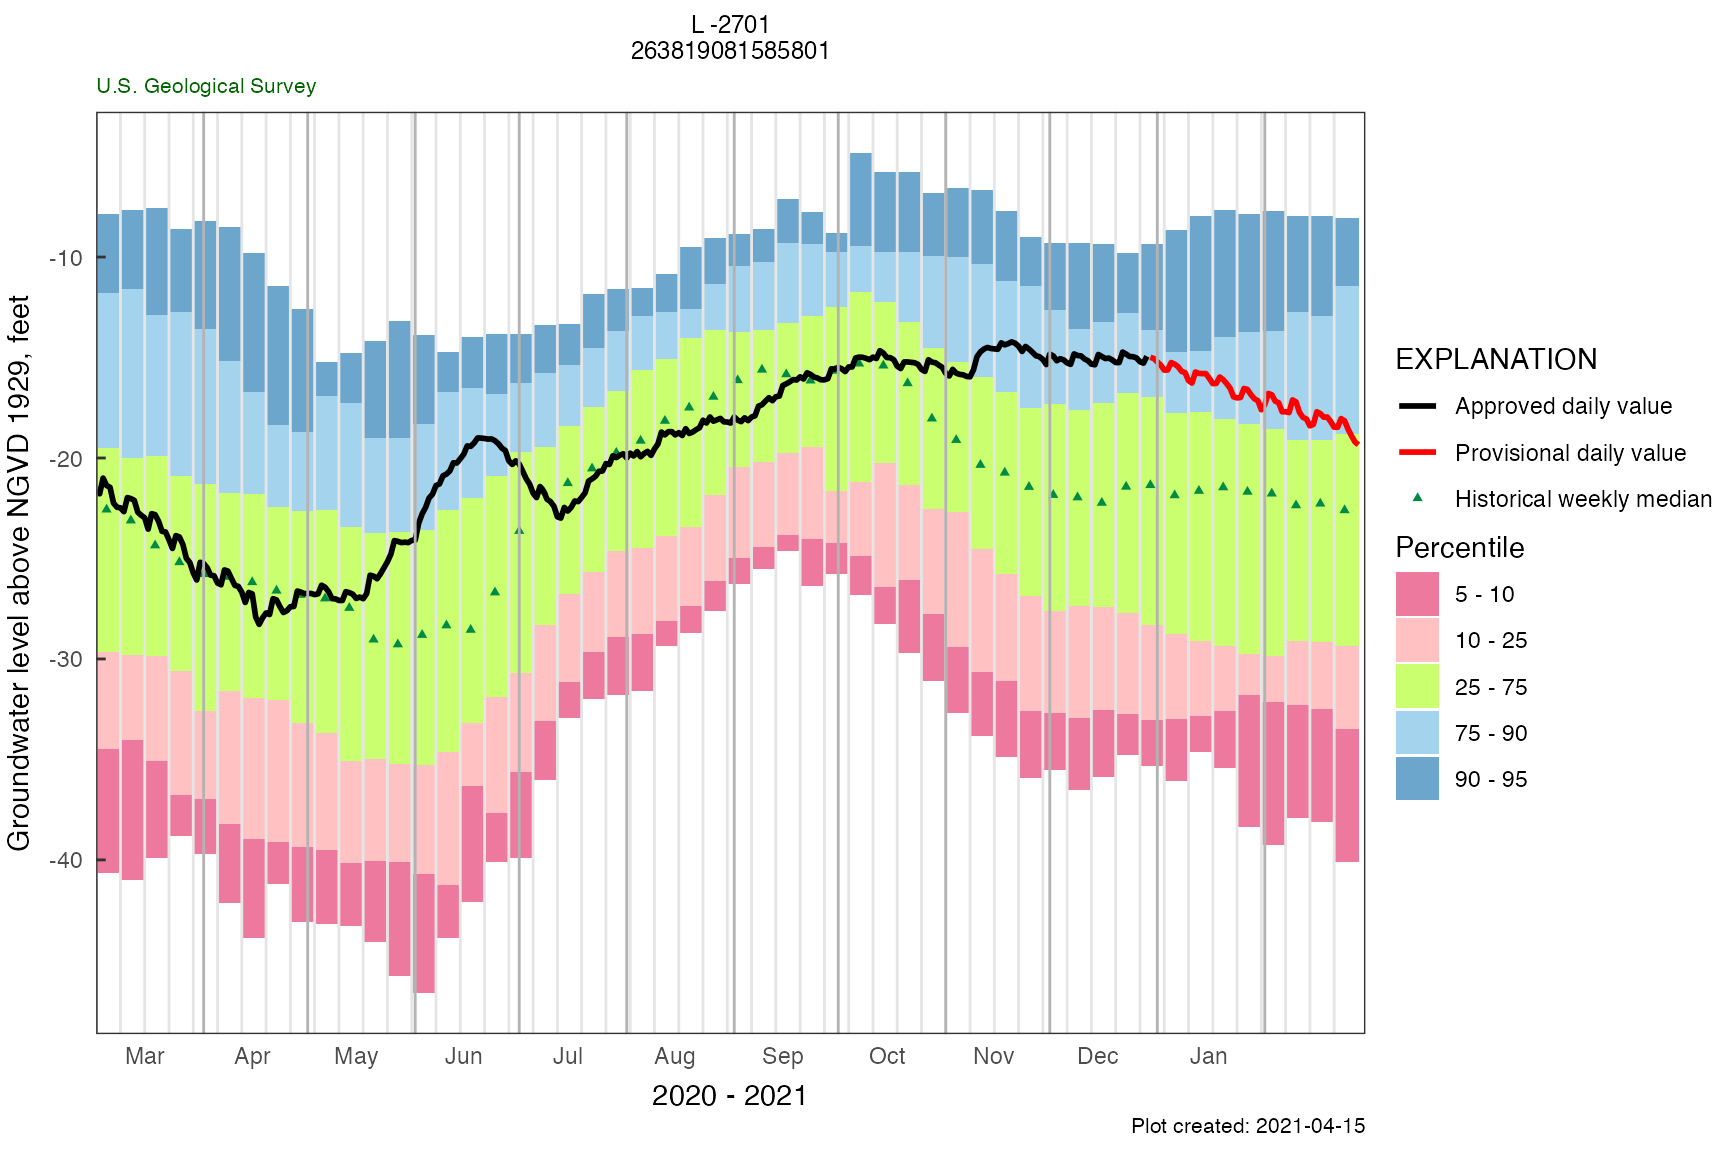 L -2701
263819081585801
U.S. Geological Survey
Groundwater level above NGVD 1929, feet
-10
-20
-30
-40
Mar Apr May Jun Jul Aug Sep Oct Nov Dec Jan
2020 - 2021
EXPLANATION
Approved daily value
Provisional daily value
Historical weekly median
Percentile
5 - 10
10 - 25
25 - 75
75 - 90
90 - 95
Plot created: 2021-04-15